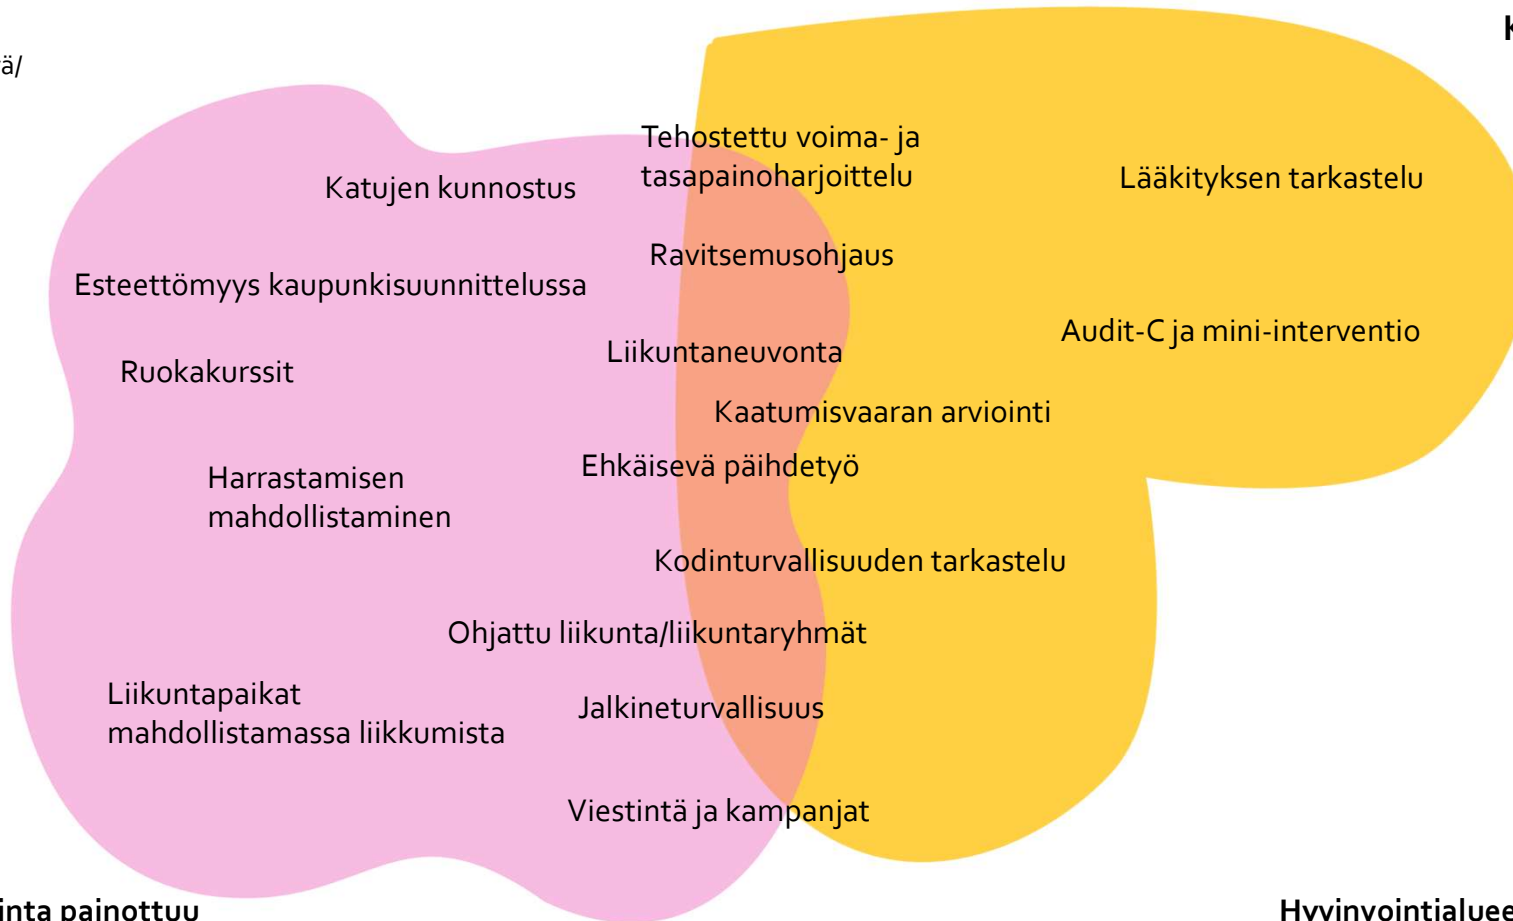 ä/
Tehostettu voima- ja
tasapainoharjoittelu
Katujen kunnostus
Lääkityksen tarkastelu
Ravitsemusohjaus
Esteettömyys kaupunkisuunnittelussa
Audit-C ja mini-interventio
Liikuntaneuvonta
Ruokakurssit
Kaatumisvaaran arviointi
Ehkäisevä päihdetyö
Harrastamisen
mahdollistaminen
Kodinturvallisuuden tarkastelu
Ohjattu liikunta/liikuntaryhmät
Liikuntapaikat
mahdollistamassa liikkumista
Jalkineturvallisuus
Viestintä ja kampanjat
inta painottuu
Hyvinvointialuee